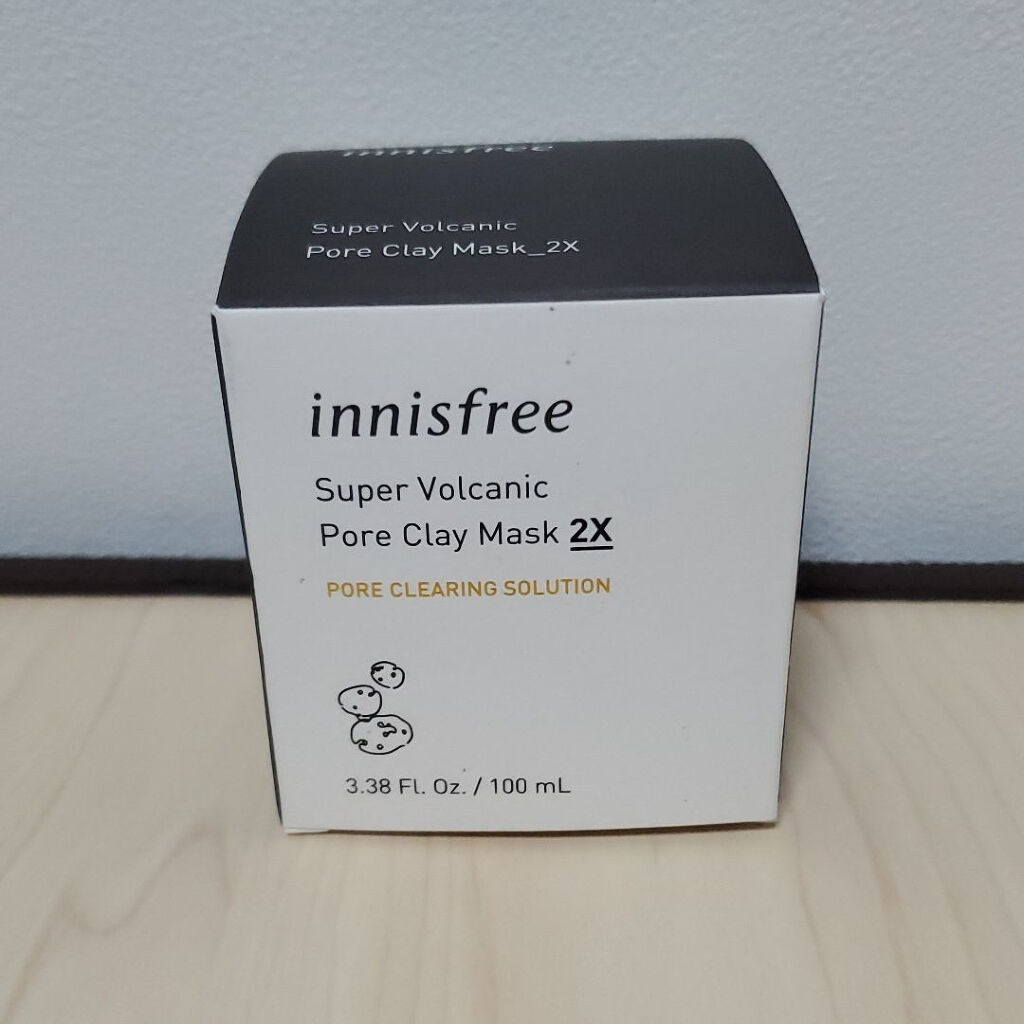 innisfree
Super Volcanic
Pore Clay Mask_2X
innisfree
Super Volcanic
Pore Clay Mask 2X
PORE CLEARING SOLUTION
3.38 Fl. Oz. / 100 mL